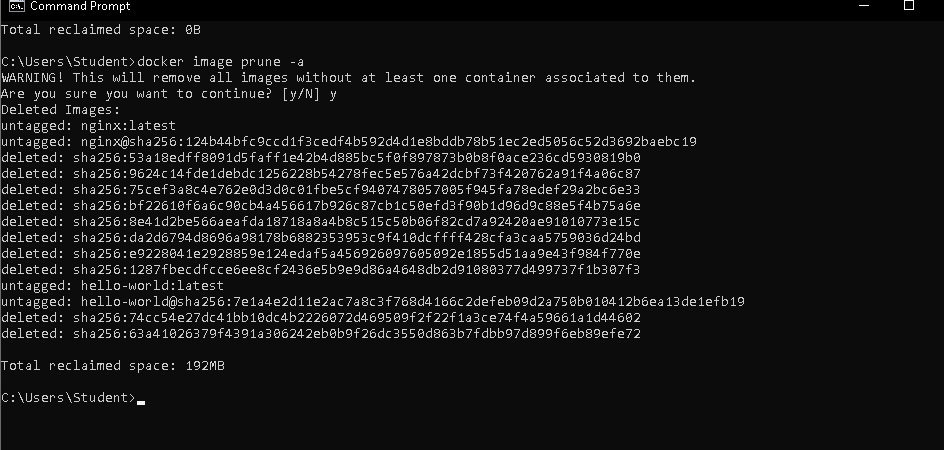 Command Prompt
Total reclaimed space: 0B
C:\Users\Student>docker image prune -a
WARNING! This will remove all images without at least one container associated to them.
Are you sure you want to continue? [y/N] y
Deleted Images:
untagged: nginx:latest
untagged: nginx@sha256:124b44bfc9ccd1f3cedf4b592d4d1e8bddb78b51ec2ed5056c52d3692baebc19
deleted: sha256:53a18edff8091d5faff1e42b4d885bc5f0f897873b0b8f0ace236cd5930819b0
deleted: sha256:9624c14fde1debdc1256228b54278fec5e576a42dcbf73f420762a91f4a06c87
deleted: sha256:75cef3a8c4e762e0d3d0c01fbe5cf9407478057005f945fa78edef29a2bc6e33
deleted: sha256:bf22610f6a6c90cb4a456617b926c87cb1c50efd3f90b1d96d9c88e5f4b75a6e
deleted: sha256:8e41d2be566aeafda18718a8a4b8c515c50b06f82cd7a92420ae91010773e15c
deleted: sha256:da2d6794d8696a98178b6882353953c9f410dcffff428cfa3caa5759036d24bd
deleted: sha256:e9228041e2928859e124edaf5a456926097605092e1855d51aa9e43f984f770e
deleted: sha256:1287fbecdfcce6ee8cf2436e5b9e9d86a4648db2d91080377d499737f1b307f3
untagged: hello-world:latest
untagged: hello-world@sha256:7e1a4e2d11e2ac7a8c3f768d4166c2defeb09d2a750b010412b6ea13de1efb19
deleted: sha256:74cc54e27dc41bb10dc4b2226072d469509f2f22f1a3ce74f4a59661a1d44602
deleted: sha256:63a41026379f4391a306242eb0b9f26dc3550d863b7fdbb97d899f6eb89efe72
Total reclaimed space: 192MB
C:\Users\Student>